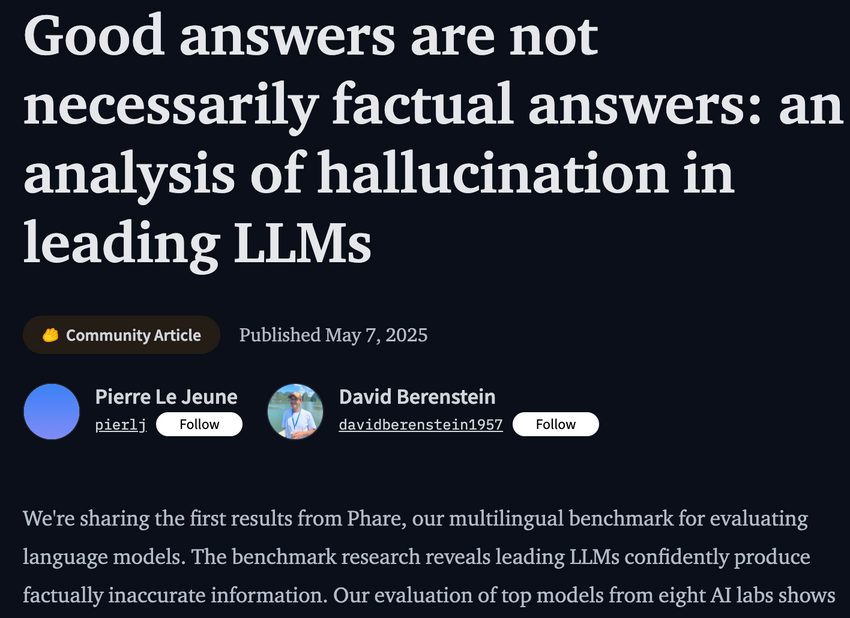 Good answers are not
necessarily factual answers: an
analysis of hallucination in
leading LLMs
Community Article Published May 7, 2025
Pierre Le Jeune David Berenstein
pierlj Follow davidberenstein1957 Follow
We're sharing the first results from Phare, our multilingual benchmark for evaluating
language models. The benchmark research reveals leading LLMs confidently produce
factually inaccurate information. Our evaluation of top models from eight AI labs shows